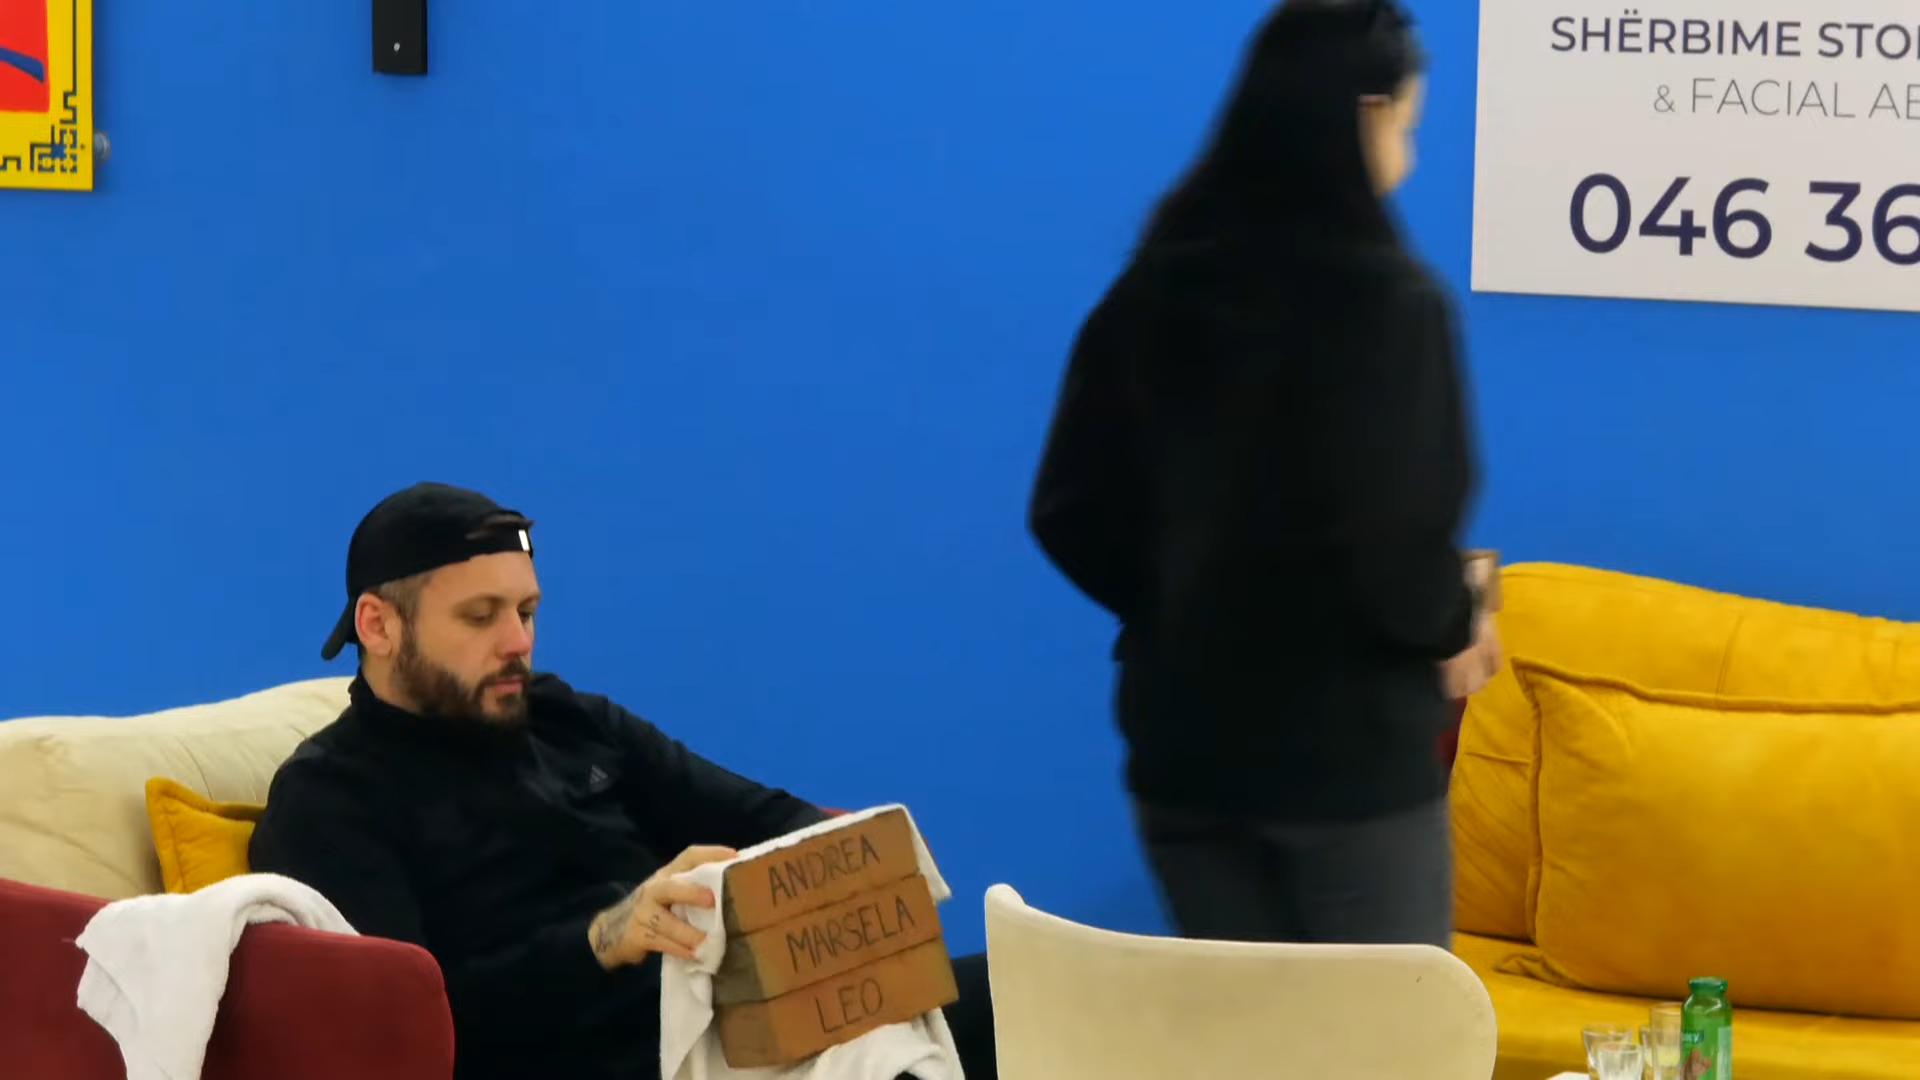 SHËRBIME STO
& FACIAL AE
046 36
ANDREA
MARSELA
LEO